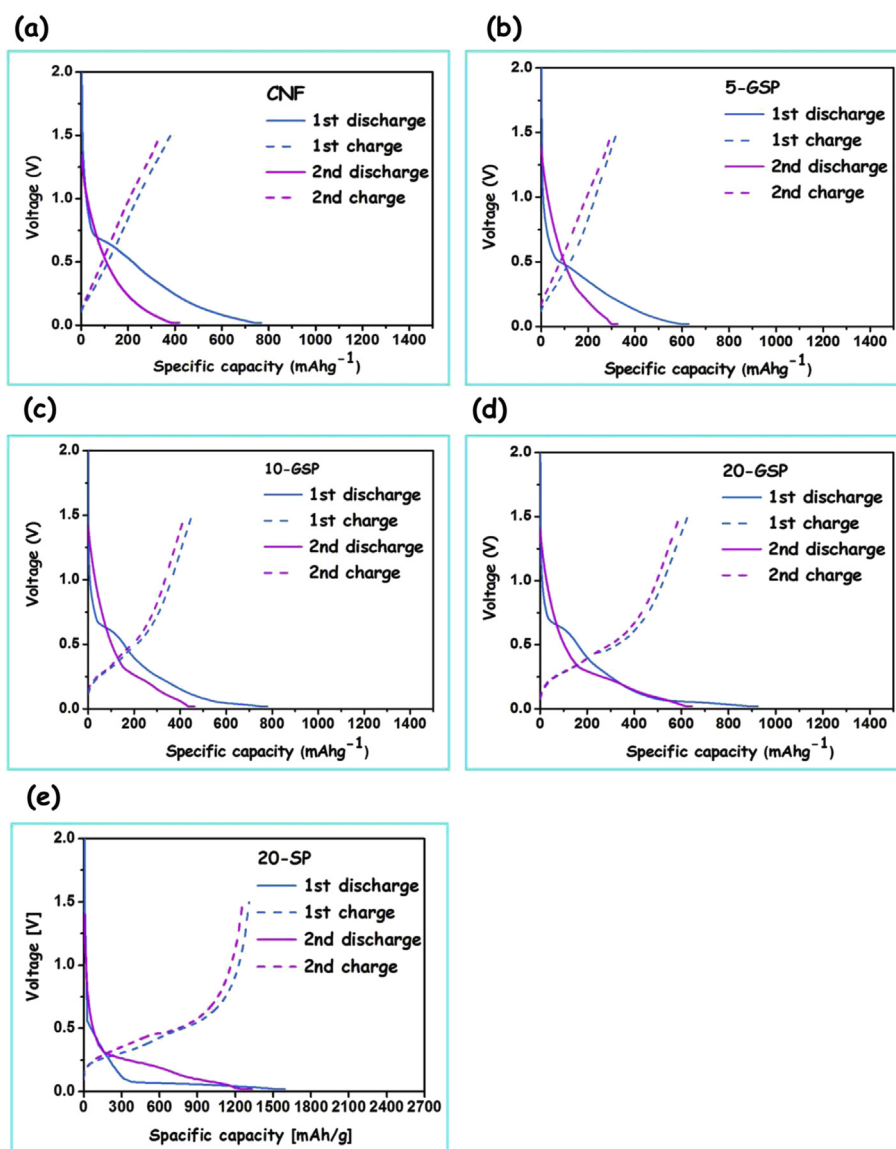 (a)
CNF
1st discharge
1st charge
2nd discharge
2nd charge
2.0
1.5
1.0
0.5
0.0
Voltage (V)
0 200 400 600 800 1000 1200 1400
Specific capacity (mAhg⁻¹)
(b)
5-GSP
1st discharge
1st charge
2nd discharge
2nd charge
2.0
1.5
1.0
0.5
0.0
Voltage (V)
0 200 400 600 800 1000 1200 1400
Specific capacity (mAhg⁻¹)
(c)
10-GSP
1st discharge
1st charge
2nd discharge
2nd charge
2.0
1.5
1.0
0.5
0.0
Voltage (V)
0 200 400 600 800 1000 1200 1400
Specific capacity (mAhg⁻¹)
(d)
20-GSP
1st discharge
1st charge
2nd discharge
2nd charge
2.0
1.5
1.0
0.5
0.0
Voltage (V)
0 200 400 600 800 1000 1200 1400
Specific capacity (mAhg⁻¹)
(e)
20-SP
1st discharge
1st charge
2nd discharge
2nd charge
2.0
1.5
1.0
0.5
0.0
Voltage [V]
0 300 600 900 1200 1500 1800 2100 2400 2700
Spacific capacity [mAh/g]